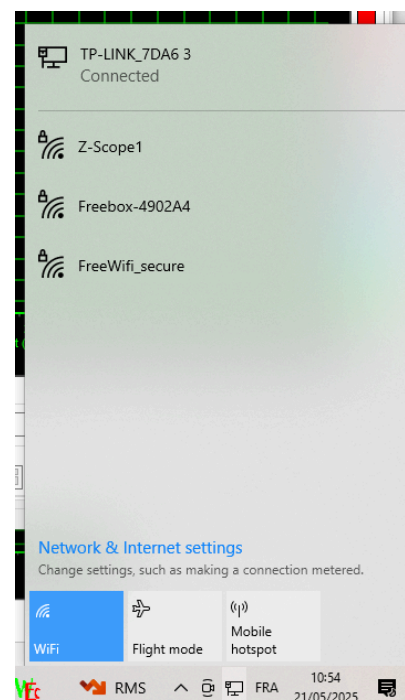 TP-LINK_7DA6 3
Connected
Z-Scope1
Freebox-4902A4
FreeWifi_secure
Network & Internet settings
Change settings, such as making a connection metered.
WiFi
Flight mode
Mobile
hotspot
RMS
FRA
10:54
21/05/2025